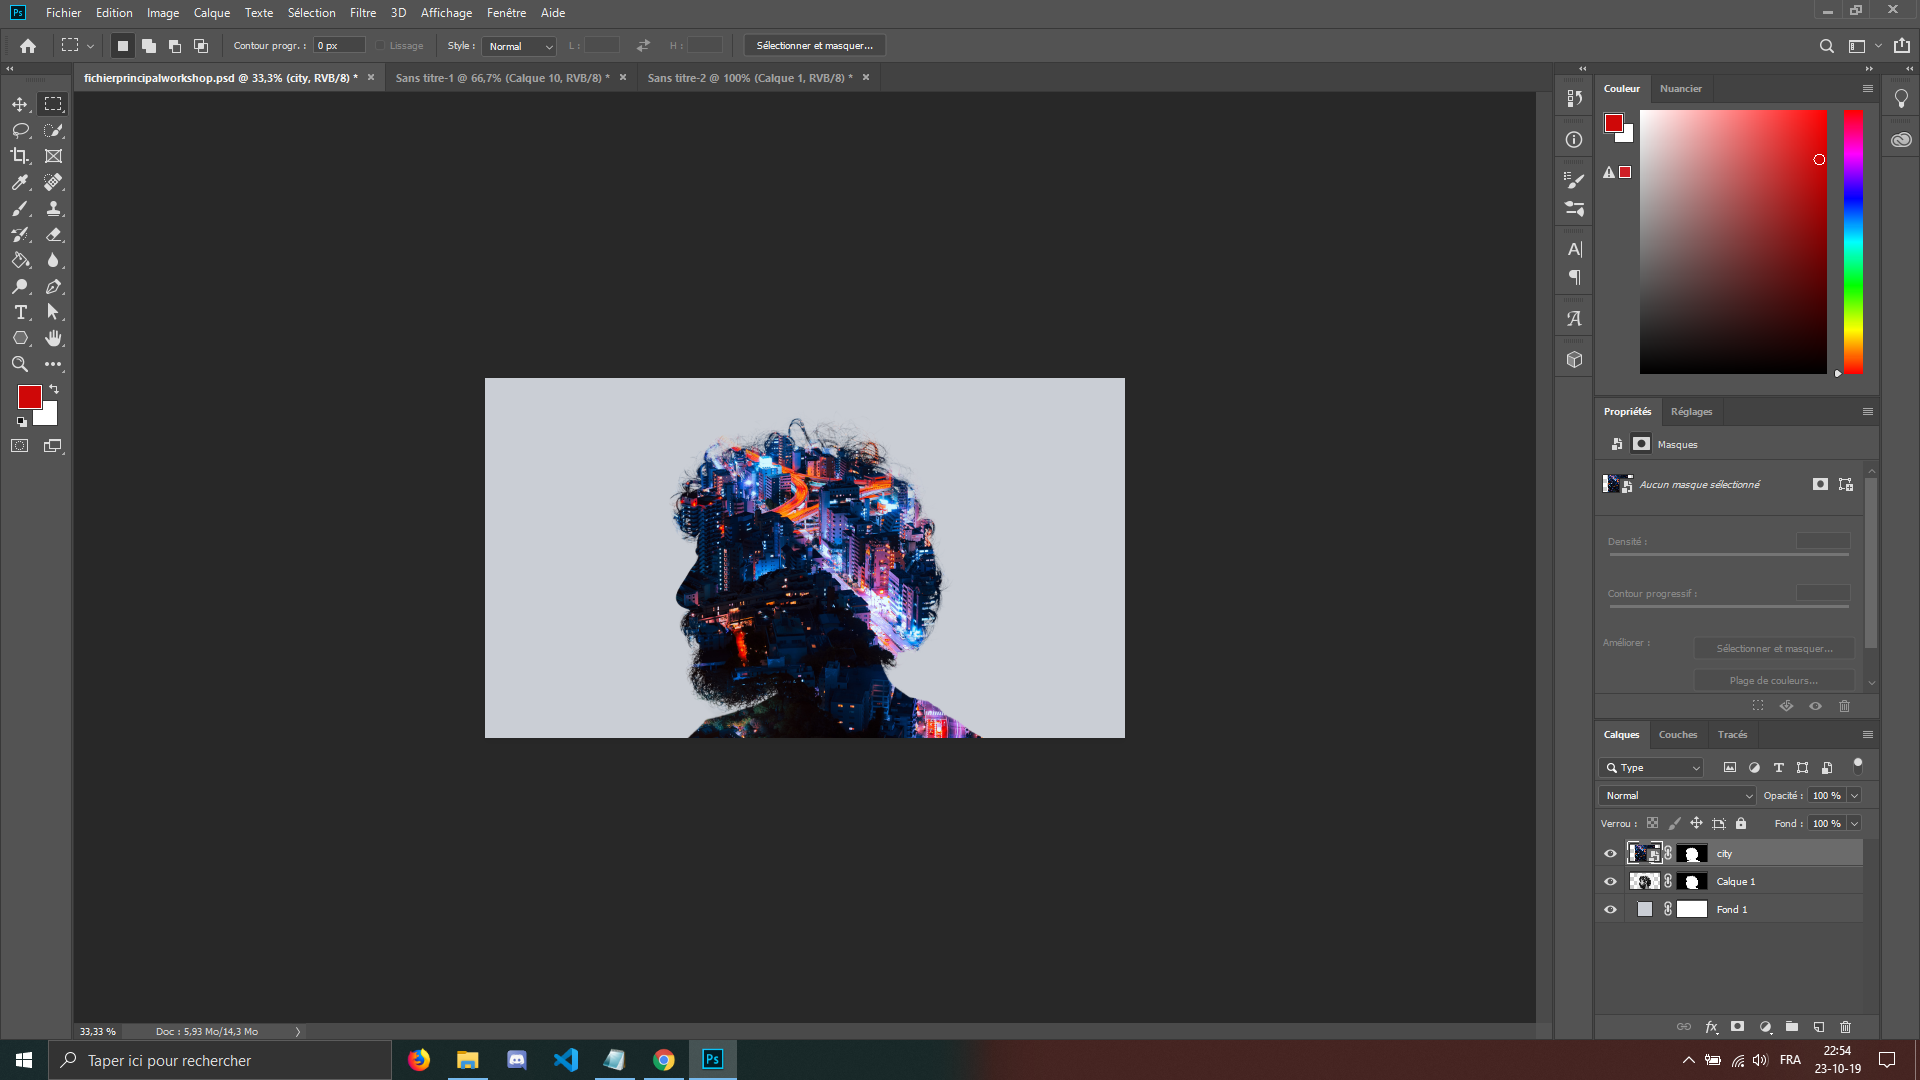 Ps Fichier Edition Image Calque Texte Sélection Filtre 3D Affichage Fenêtre Aide
Contour progr. : 0 px Lissage Style : Normal L : H : Sélectionner et masquer...
fichierprincipalworkshop.psd @ 33,3% (city, RVB/8) * Sans titre-1 @ 66,7% (Calque 10, RVB/8) * Sans titre-2 @ 100% (Calque 1, RVB/8) *
Couleur Nuancier
Propriétés Réglages
Masques
Aucun masque sélectionné
Densité :
Contour progressif :
Améliorer : Sélectionner et masquer...
Plage de couleurs...
Calques Couches Tracés
Type
Normal Opacité : 100 %
Verrou : Fond : 100 %
city
Calque 1
Fond 1
fx
33,33 % Doc : 5,93 Mo/14,3 Mo
Taper ici pour rechercher
Ps
FRA
22:54
23-10-19